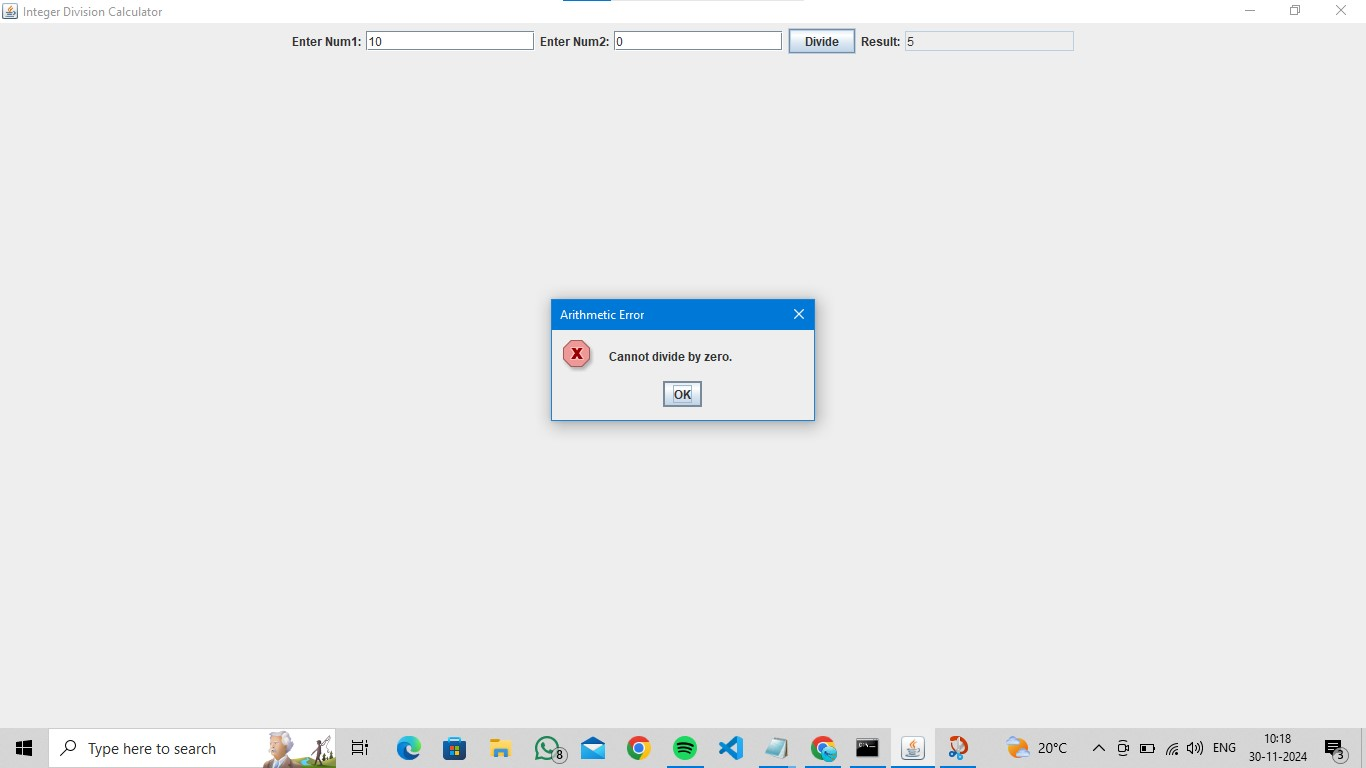 Integer Division Calculator
Enter Num1: 10 Enter Num2: 0 Divide Result: 5
Arithmetic Error
X Cannot divide by zero.
OK
Type here to search 8 20°C ENG 10:18 3
30-11-2024